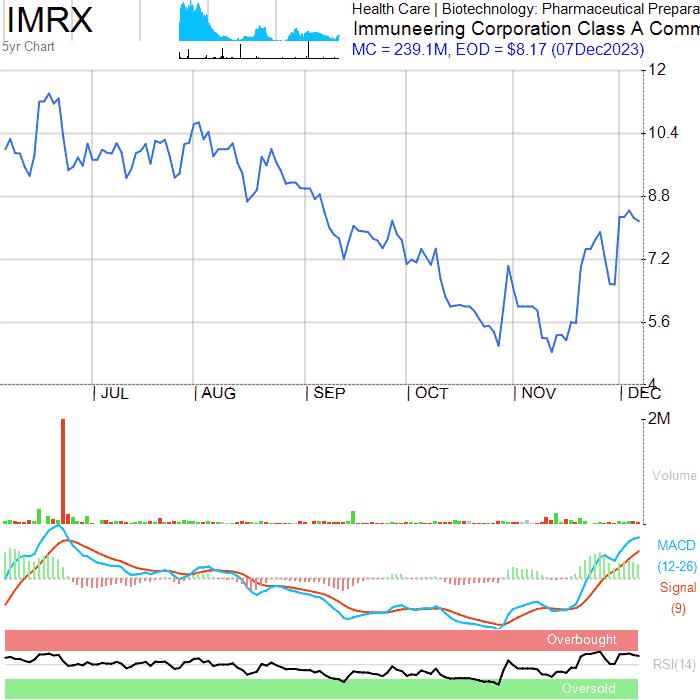 IMRX
5yr Chart
Health Care | Biotechnology: Pharmaceutical Prepara
Immuneering Corporation Class A Comm
MC = 239.1M, EOD = $8.17 (07Dec2023)
12
10.4
8.8
7.2
5.6
4
JUL
AUG
SEP
OCT
NOV
DEC
2M
Volume
MACD
(12-26)
Signal
(9)
Overbought
RSI(14)
Oversold